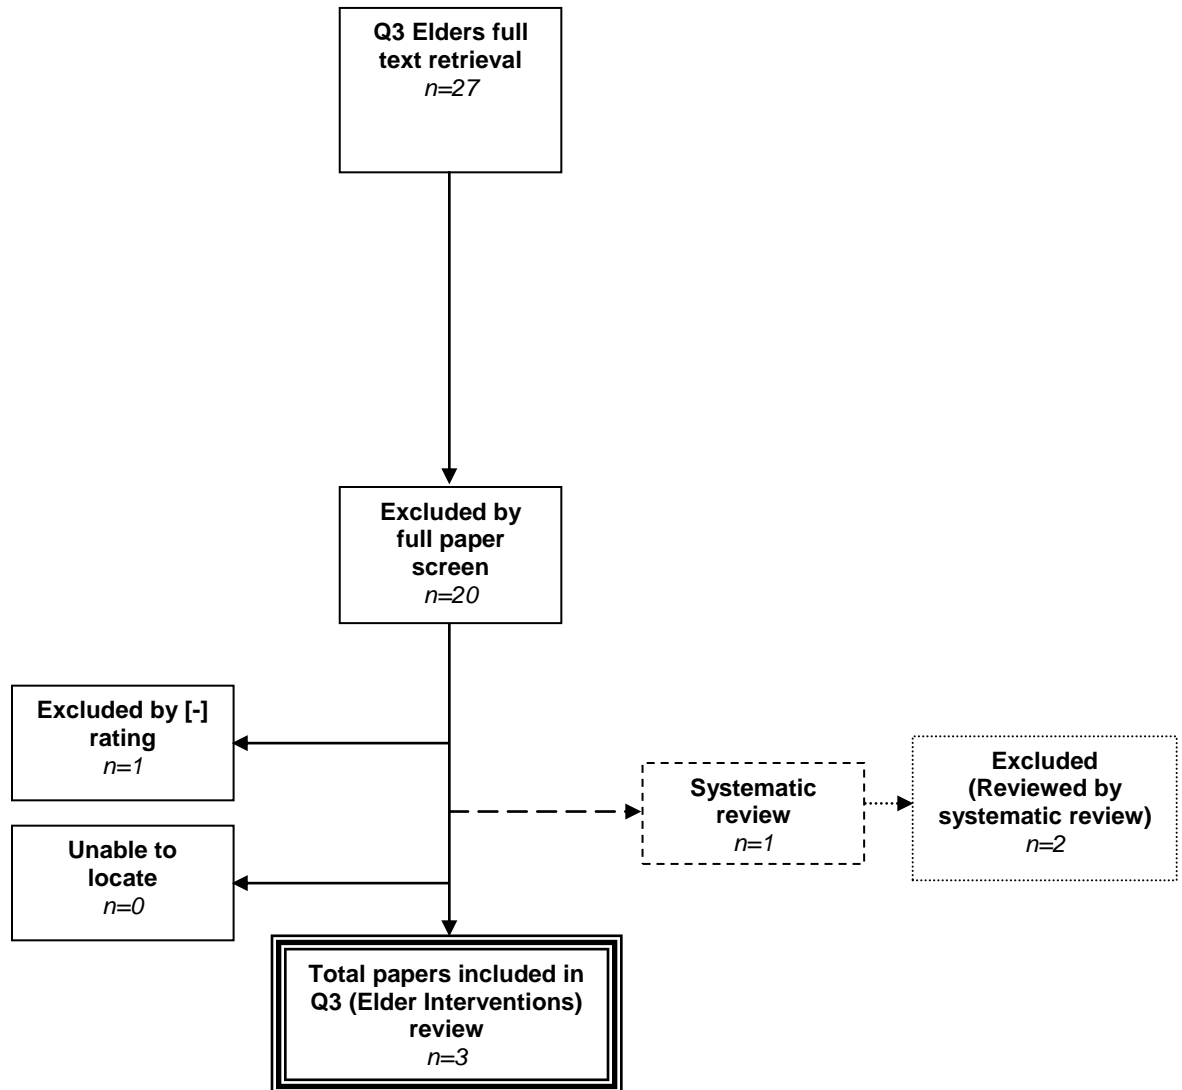 Q3 Elders full
text retrieval
n=27
Excluded by
full paper
screen
n=20
Excluded by [-]
rating
n=1
Systematic
review
n=1
Excluded
(Reviewed by
systematic review)
n=2
Unable to
locate
n=0
Total papers included in
Q3 (Elder Interventions)
review
n=3